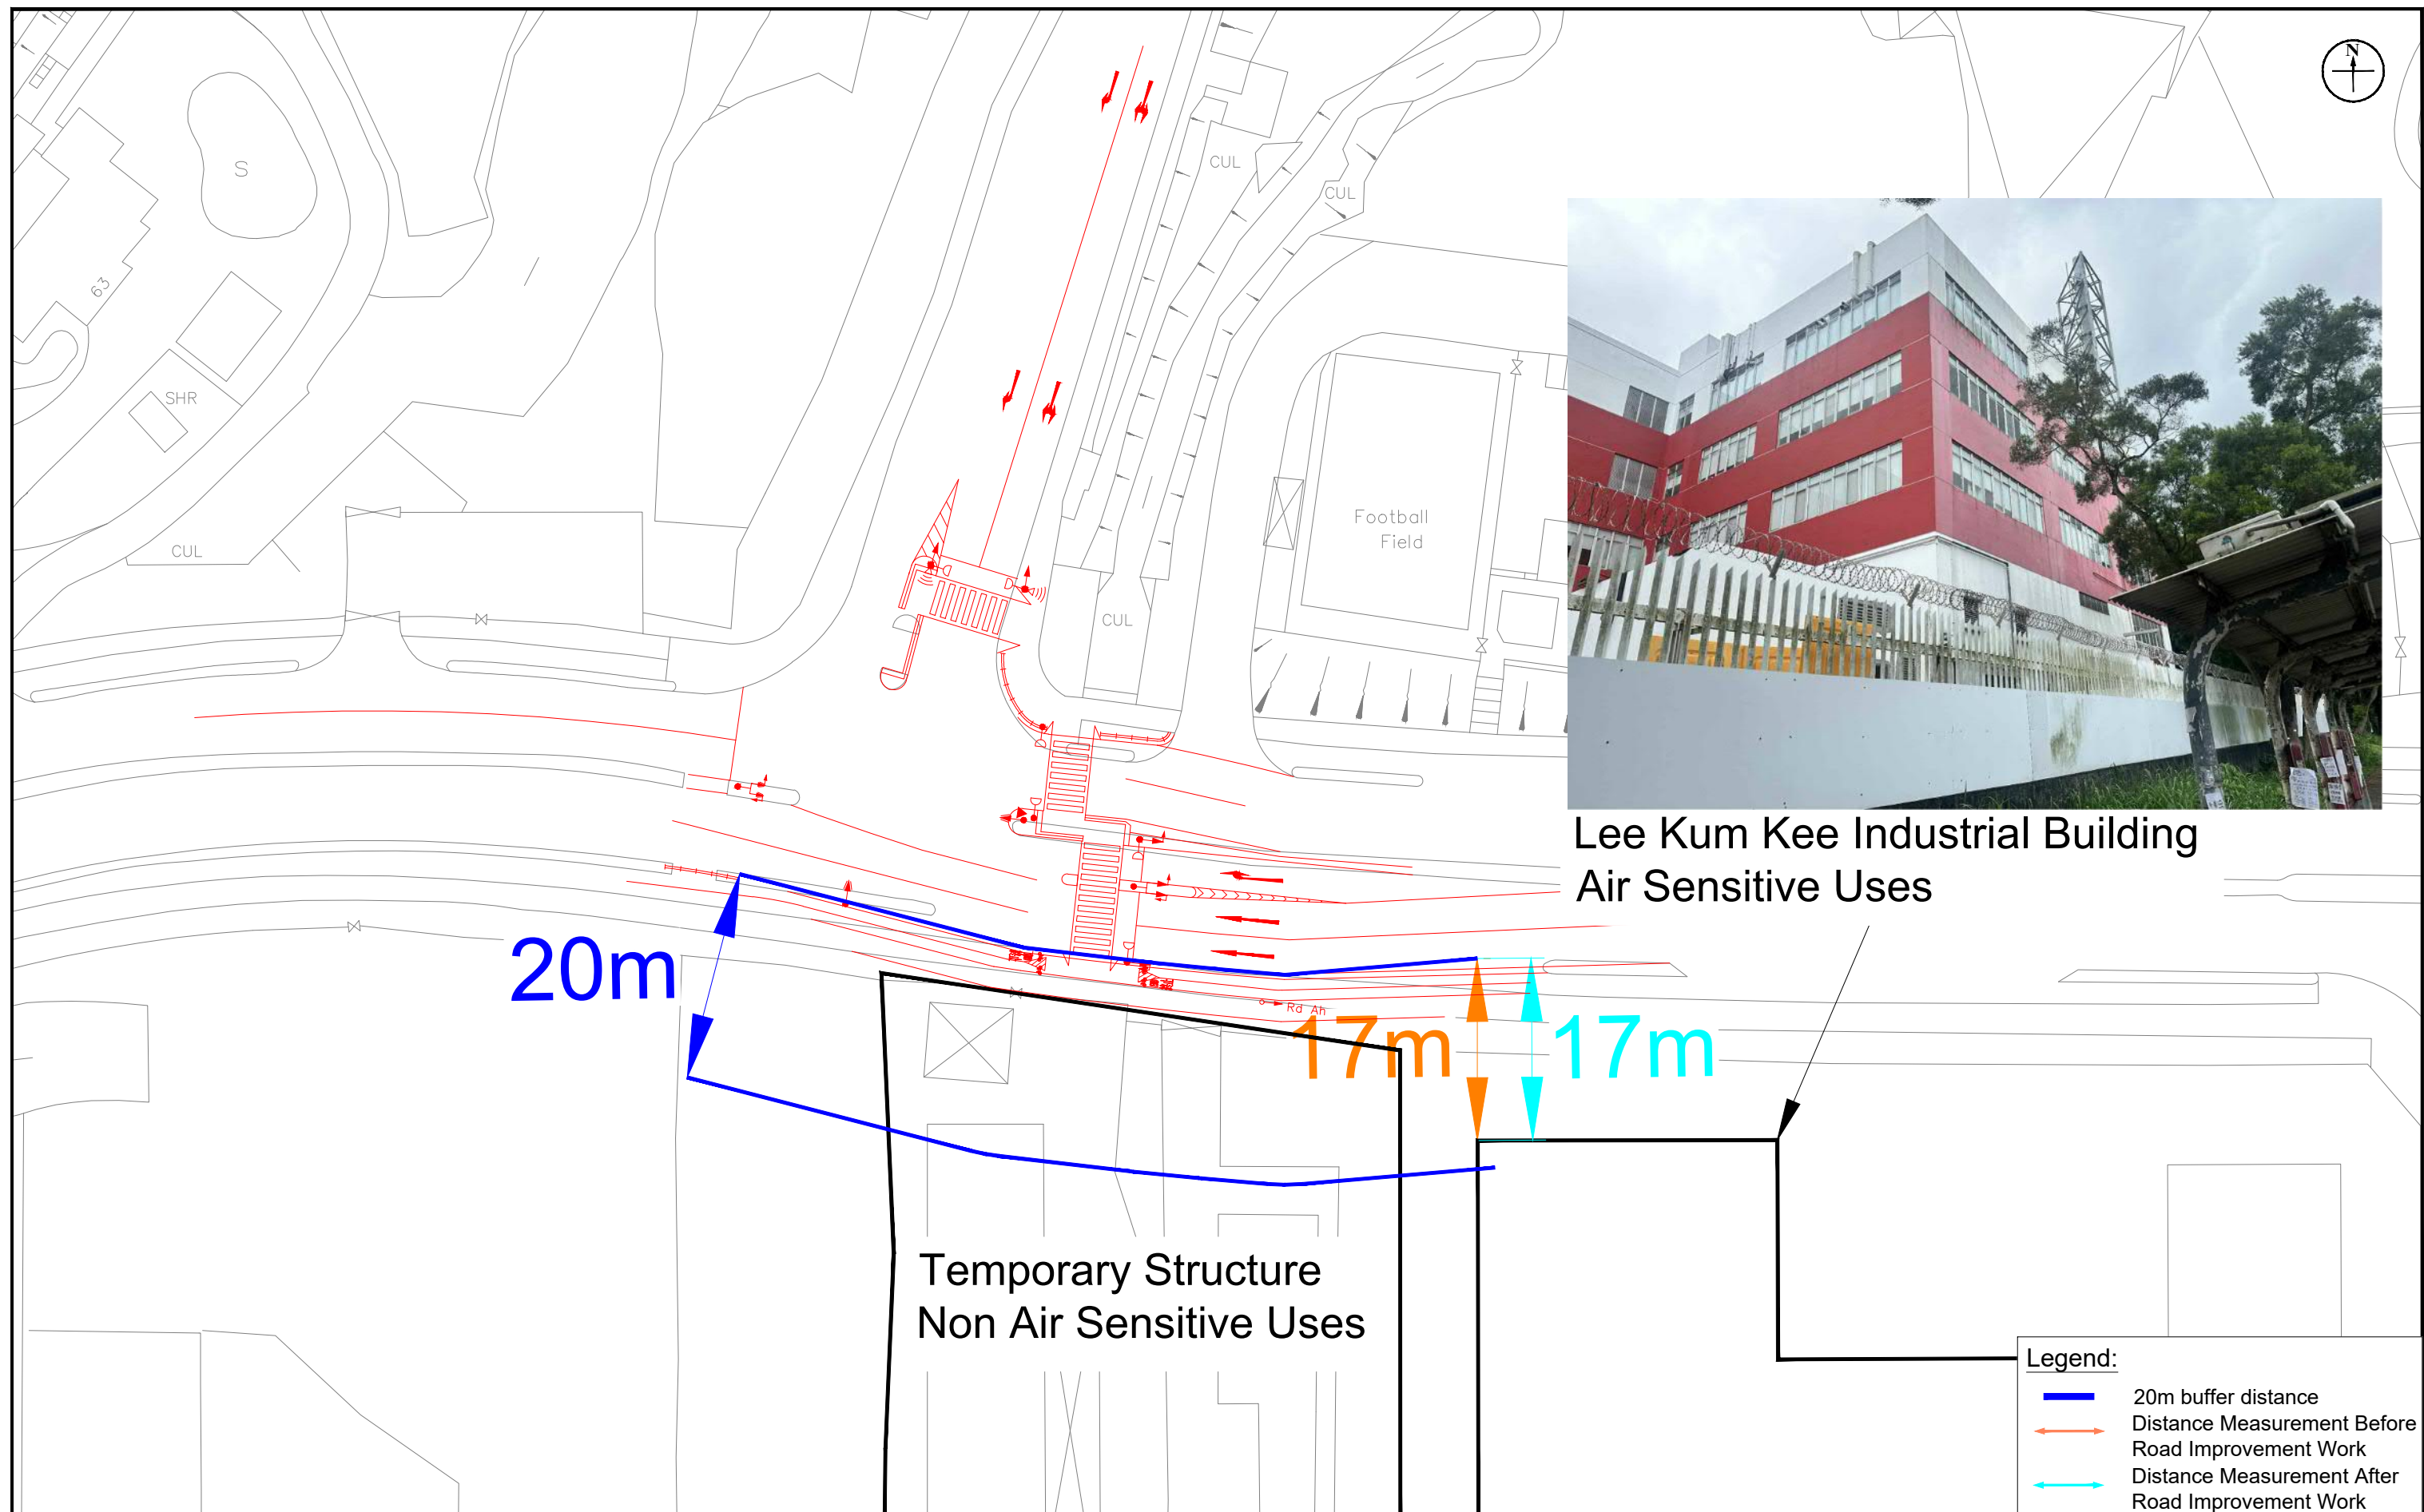 N
S
CUL
CUL
63
SHR
Football
Field
CUL
CUL
Lee Kum Kee Industrial Building
Air Sensitive Uses
20m
Rd Ah
17m
17m
Temporary Structure
Non Air Sensitive Uses
Legend:
20m buffer distance
Distance Measurement Before
Road Improvement Work
Distance Measurement After
Road Improvement Work